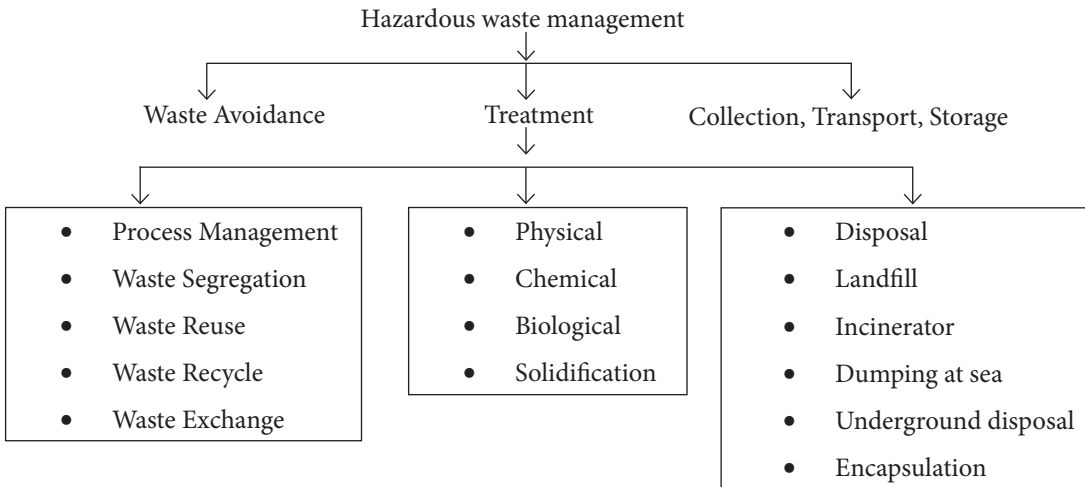 Hazardous waste management
Waste Avoidance
Treatment
Collection, Transport, Storage
• Process Management
• Waste Segregation
• Waste Reuse
• Waste Recycle
• Waste Exchange
• Physical
• Chemical
• Biological
• Solidification
• Disposal
• Landfill
• Incinerator
• Dumping at sea
• Underground disposal
• Encapsulation